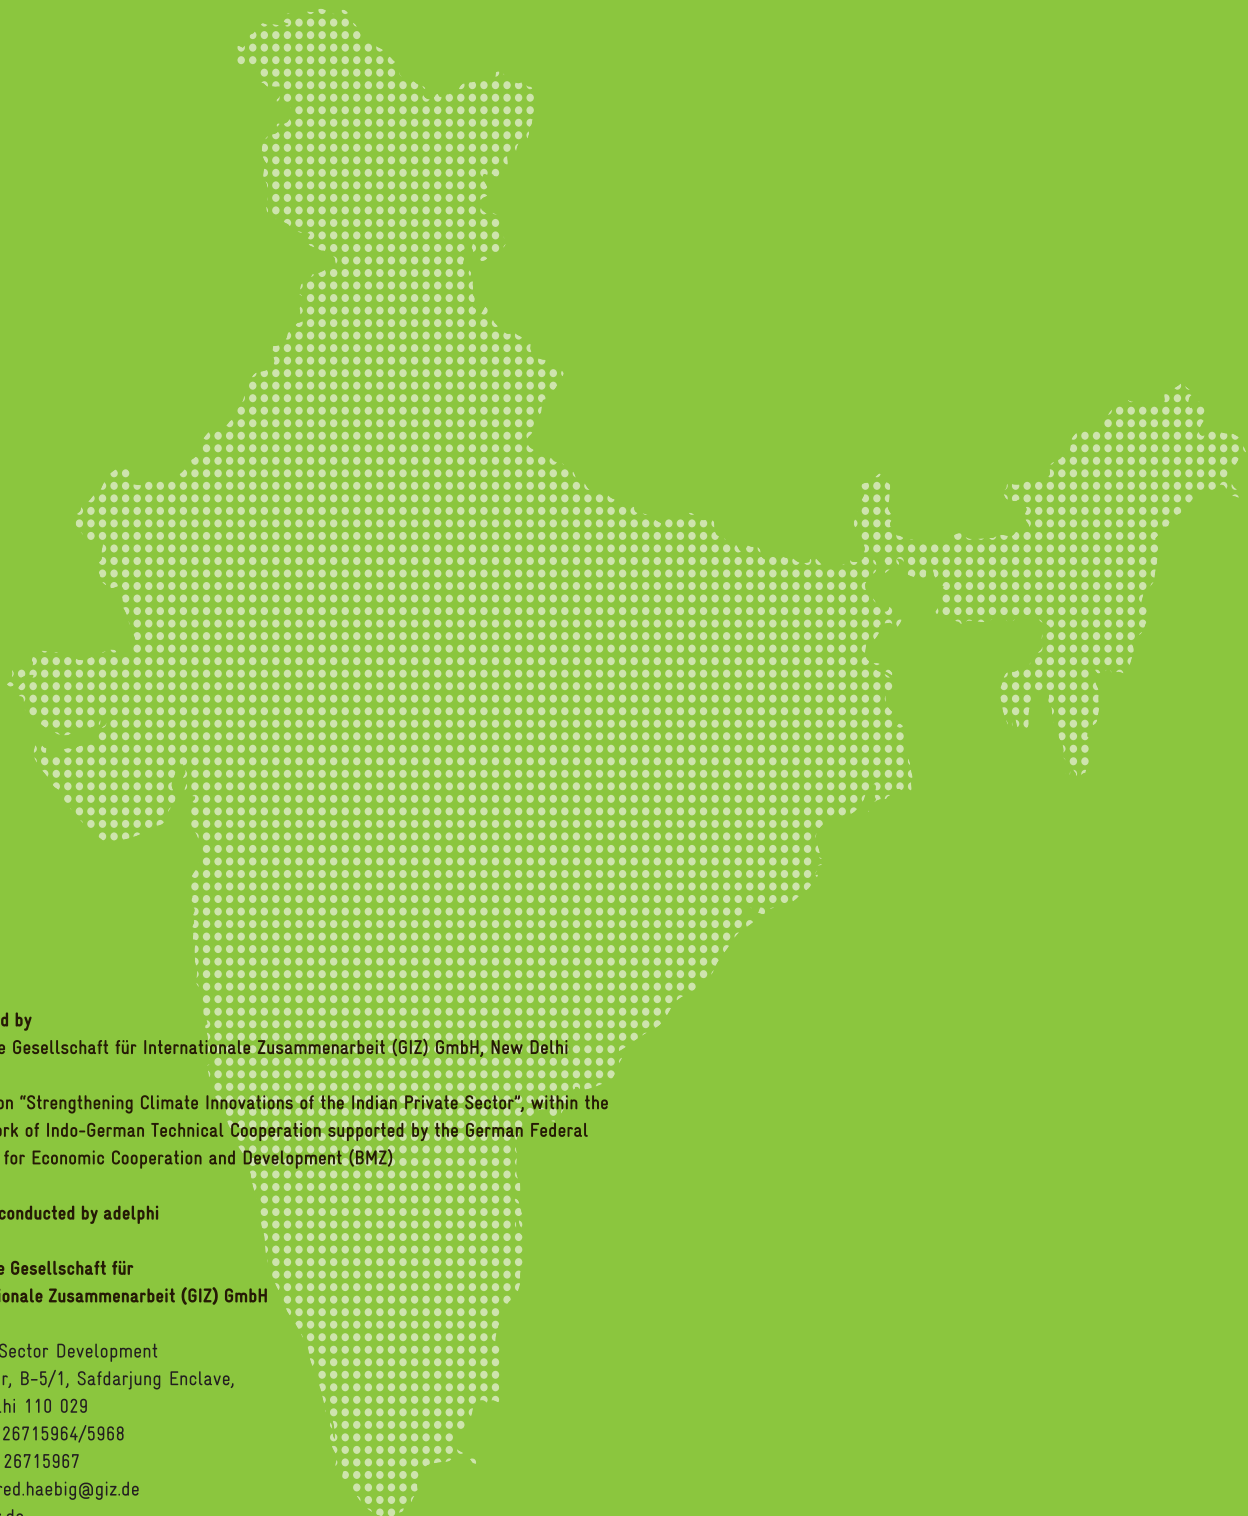 d by
e Gesellschaft für Internationale Zusammenarbeit (GIZ) GmbH, New Delhi
on “Strengthening Climate Innovations of the Indian Private Sector”, within the
ork of Indo-German Technical Cooperation supported by the German Federal
for Economic Cooperation and Development (BMZ)
conducted by adelphi
e Gesellschaft für
ionale Zusammenarbeit (GIZ) GmbH
Sector Development
r, B-5/1, Safdarjung Enclave,
hi 110 029
26715964/5968
26715967
red.haebig@giz.de
.de